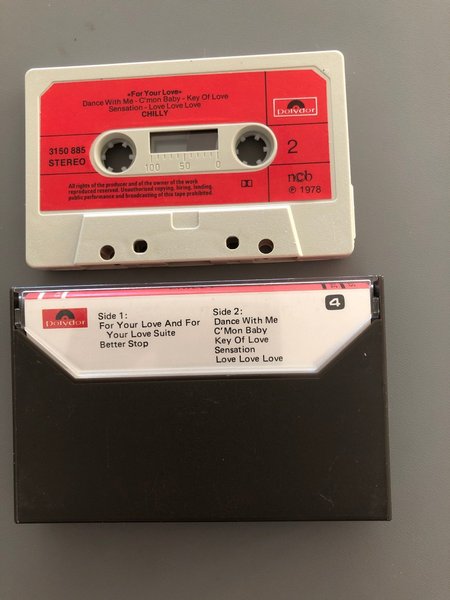 «For Your Love»
Dance With Me - C'mon Baby - Key Of Love
Sensation - Love Love Love
CHILLY
Polydor
3150 885
STEREO
2
100 50 0
All rights of the producer and of the owner of the work
reproduced reserved. Unauthorized copying, hiring, lending,
public performance and broadcasting of this tape prohibited.
ncb
℗ 1978
4
Polydor
Side 1:
For Your Love And For
Your Love Suite
Better Stop
Side 2:
Dance With Me
C'Mon Baby
Key Of Love
Sensation
Love Love Love